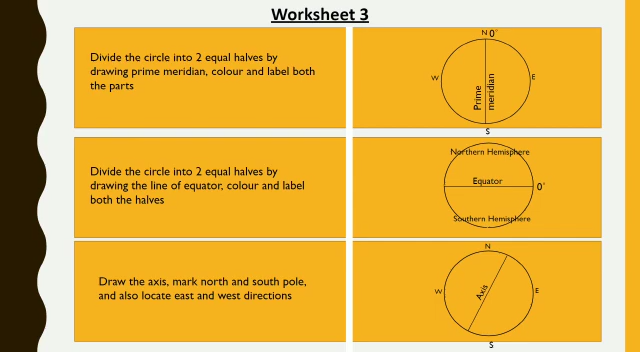 Worksheet 3
Divide the circle into 2 equal halves by
drawing prime meridian, colour and label both
the parts
N 0°
W
E
Prime
meridian
S
Divide the circle into 2 equal halves by
drawing the line of equator, colour and label
both the halves
Northern Hemisphere
Equator
0°
Southern Hemisphere
Draw the axis, mark north and south pole,
and also locate east and west directions
N
W
Axis
E
S